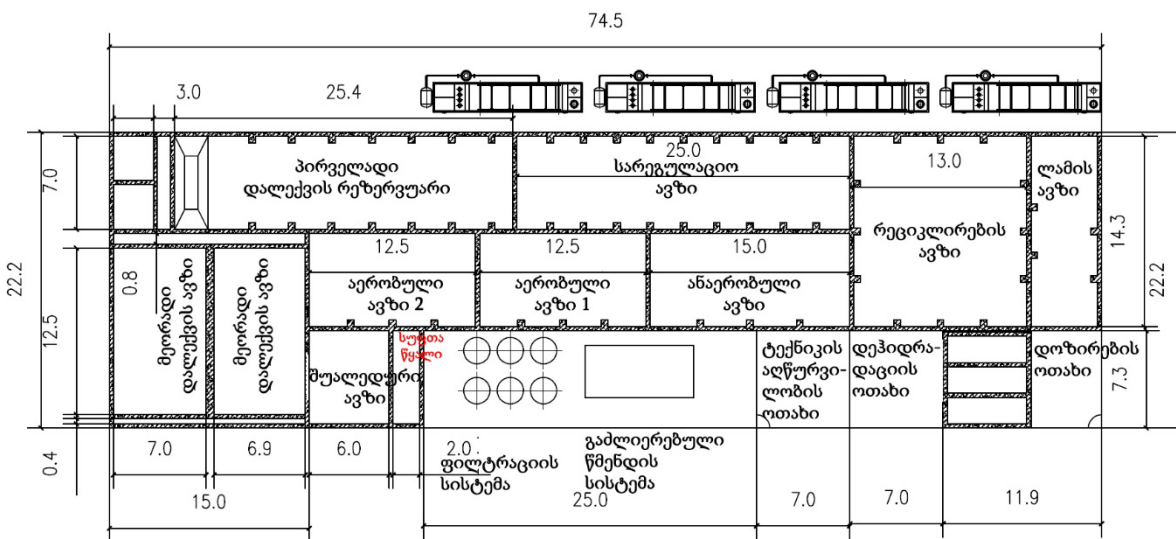 74.5
3.0
25.4
7.0
პირველადი
დალექვის რეზერვუარი
25.0
სარეგულაციო
ავზი
13.0
ლამის
ავზი
22.2
12.5
0.8
მეორადი
დალექვის ავზი
მეორადი
დალექვის ავზი
12.5
აერობული
ავზი 2
12.5
აერობული
ავზი 1
15.0
ანაერობული
ავზი
რეციკლირების
ავზი
14.3
22.2
სუფთა
წყალი
შუალედური
ავზი
ტექნიკის
აღწურვი-
ლობის
ოთახი
დეჰიდრა-
დაციის
ოთახი
დოზირების
ოთახი
7.3
0.4
7.0
6.9
6.0
2.0
ფილტრაციის
სისტემა
გაძლიერებული
წმენდის
სისტემა
15.0
25.0
7.0
7.0
11.9